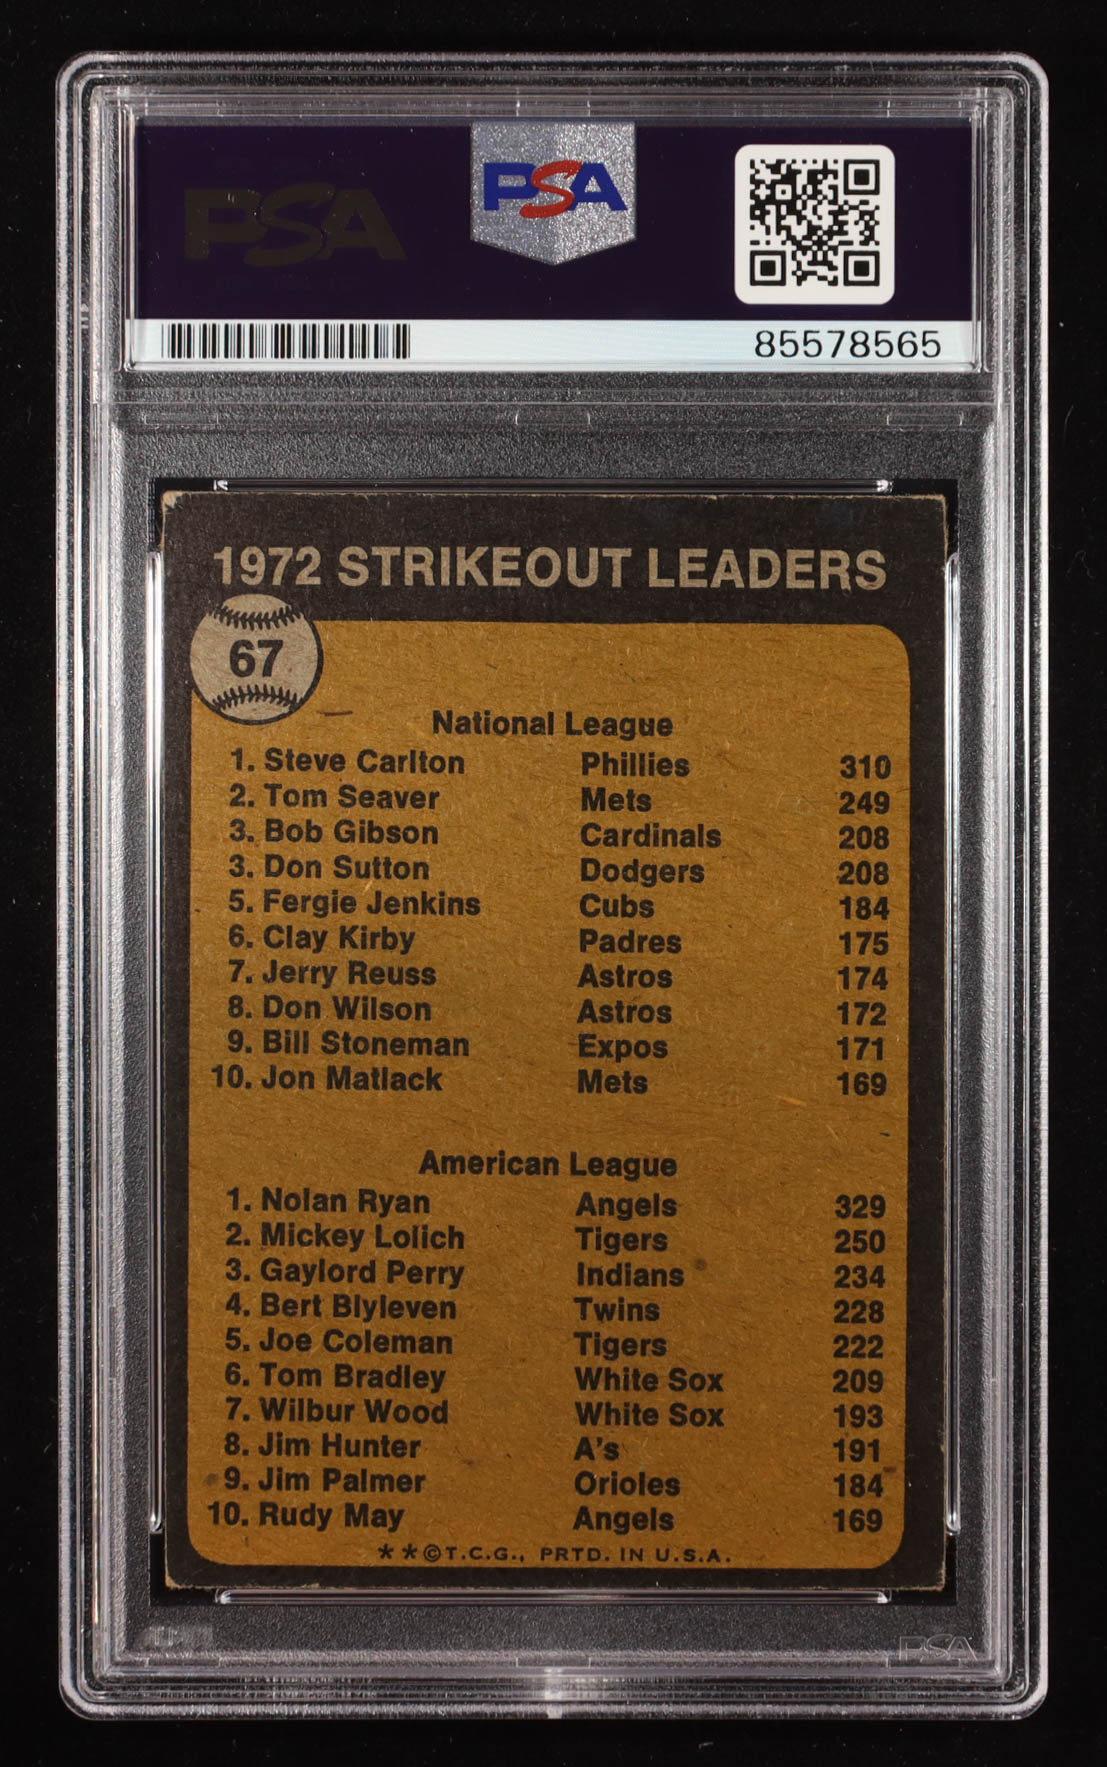 PSA
PSA
85578565
1972 STRIKEOUT LEADERS
67
National League
1. Steve Carlton Phillies 310
2. Tom Seaver Mets 249
3. Bob Gibson Cardinals 208
3. Don Sutton Dodgers 208
5. Fergie Jenkins Cubs 184
6. Clay Kirby Padres 175
7. Jerry Reuss Astros 174
8. Don Wilson Astros 172
9. Bill Stoneman Expos 171
10. Jon Matlack Mets 169
American League
1. Nolan Ryan Angels 329
2. Mickey Lolich Tigers 250
3. Gaylord Perry Indians 234
4. Bert Blyleven Twins 228
5. Joe Coleman Tigers 222
6. Tom Bradley White Sox 209
7. Wilbur Wood White Sox 193
8. Jim Hunter A's 191
9. Jim Palmer Orioles 184
10. Rudy May Angels 169
**©T.C.G., PRTD. IN U.S.A.
PSA